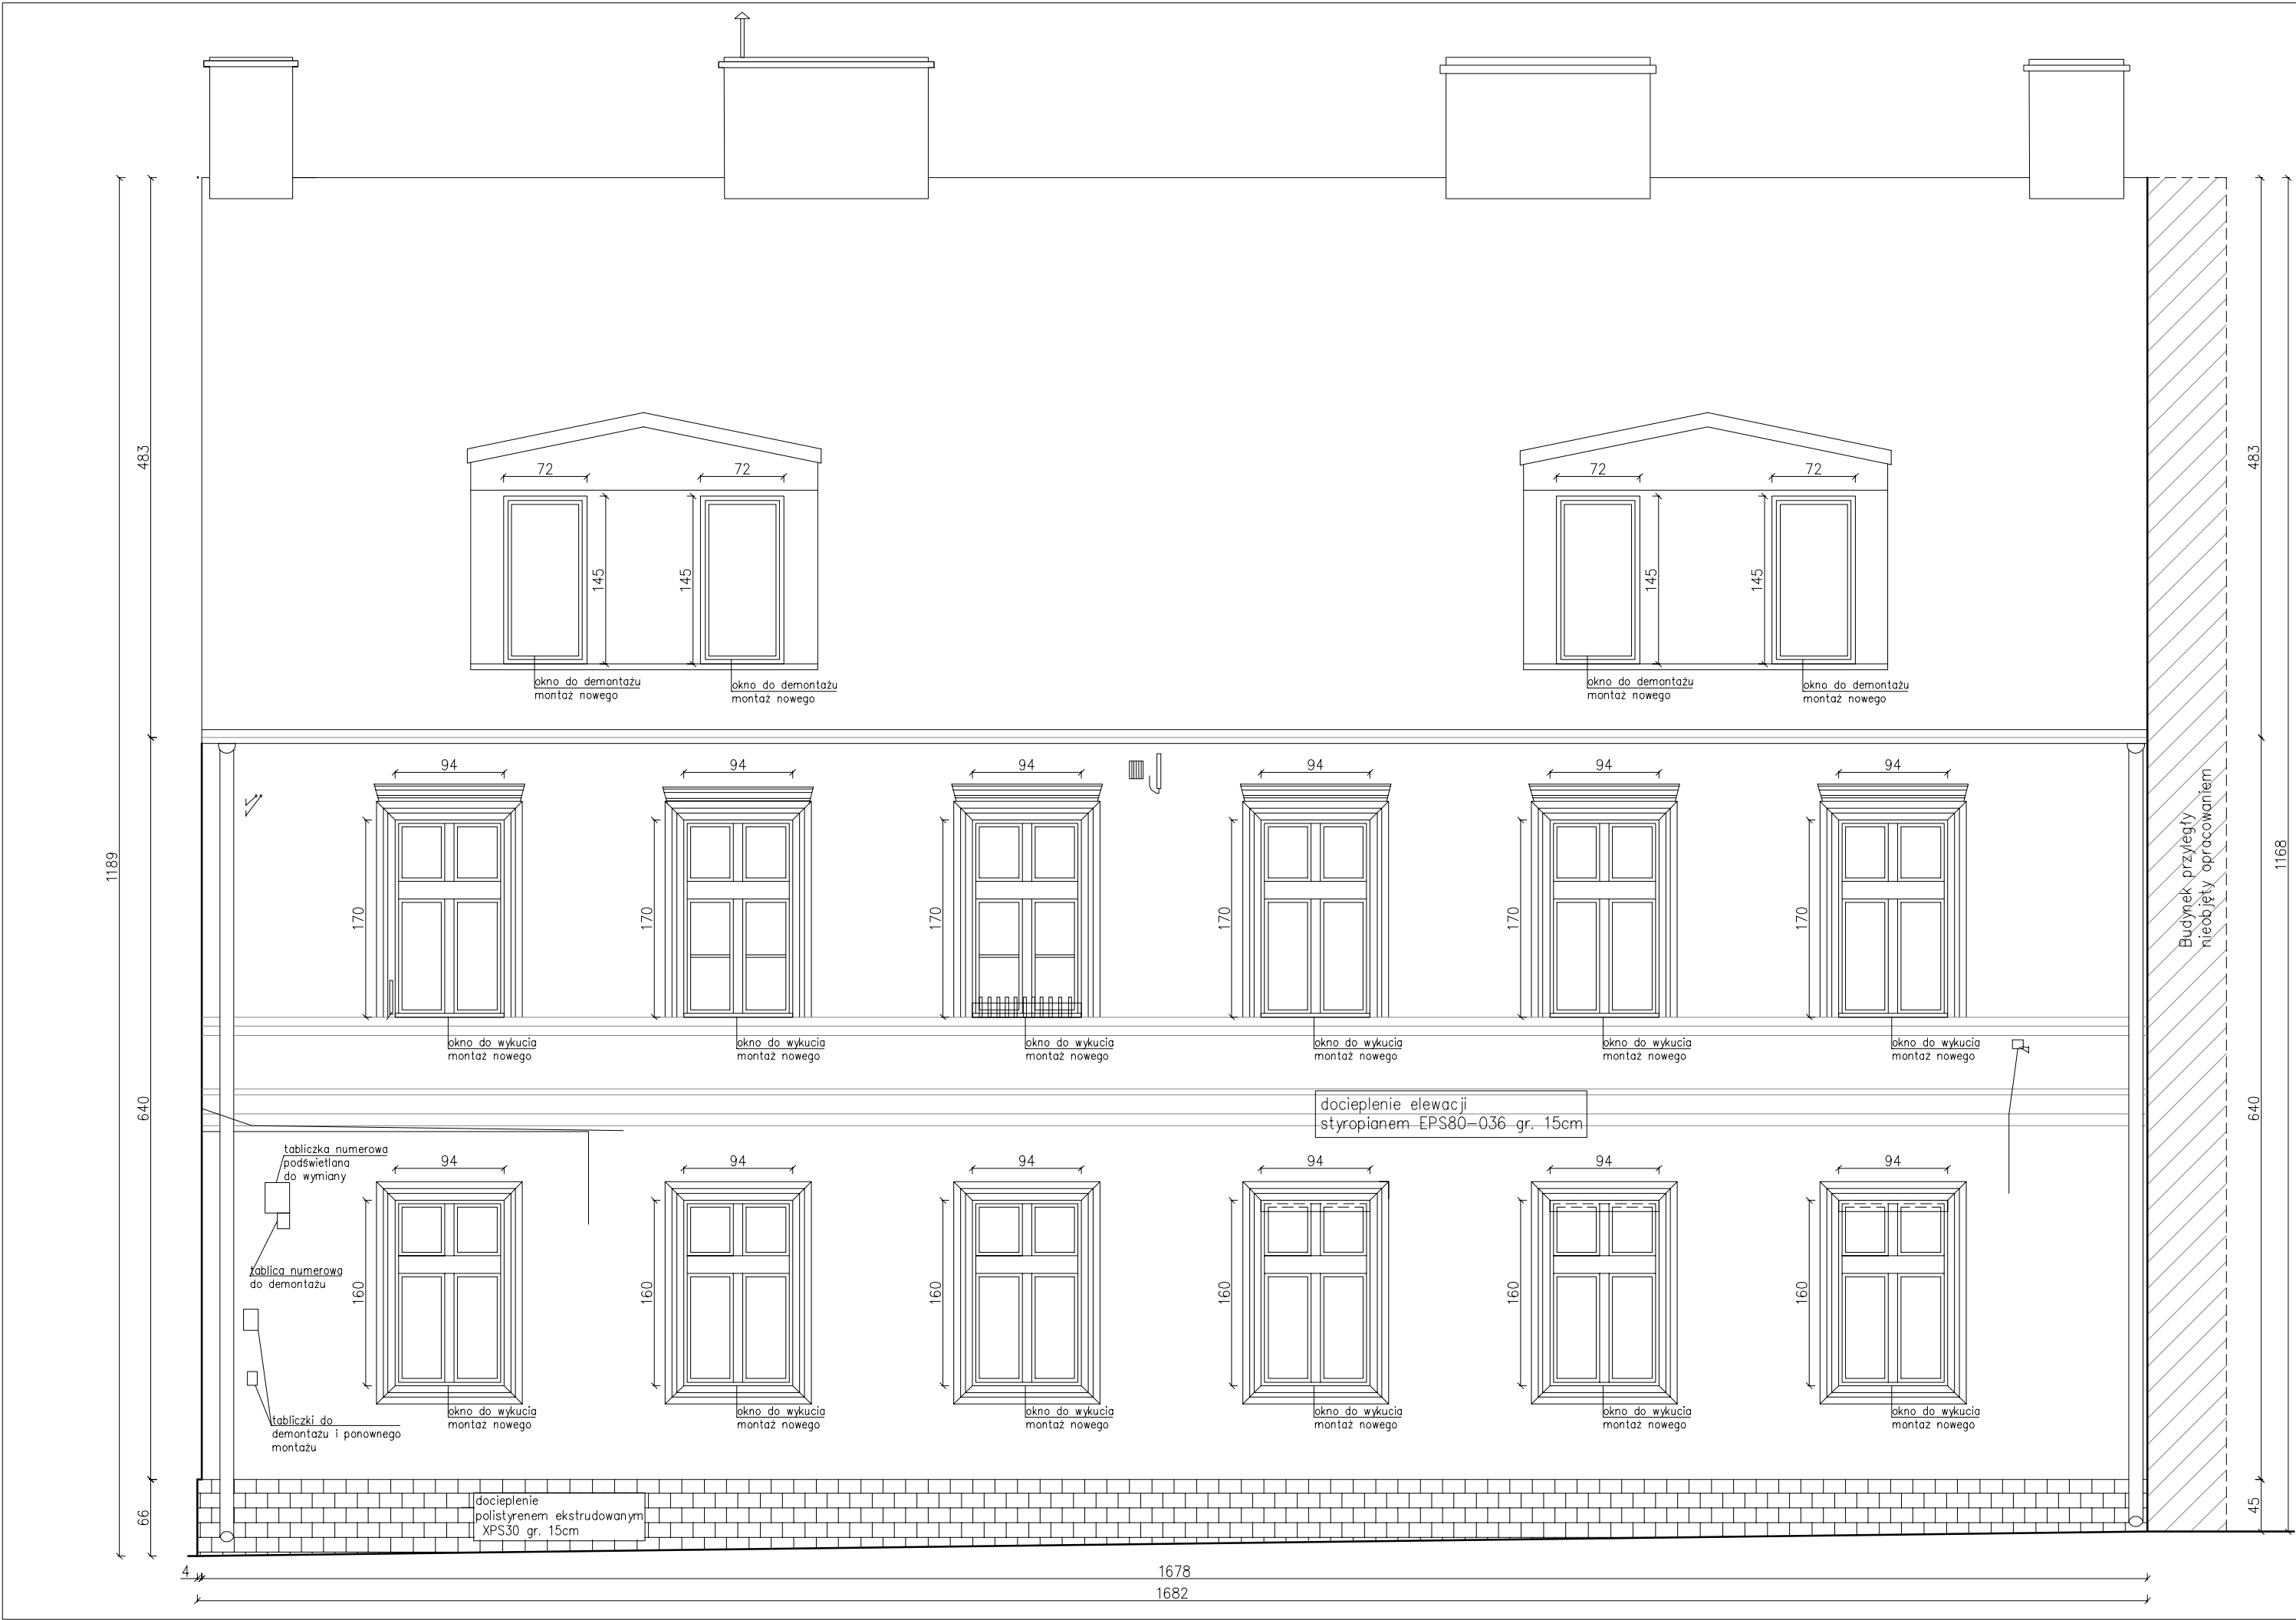 72
72
72
72
483
483
145
145
145
145
okno do demontażu
montaż nowego
okno do demontażu
montaż nowego
okno do demontażu
montaż nowego
okno do demontażu
montaż nowego
94
94
94
94
94
94
1189
1168
Budynek przyległy
nieobjęty opracowaniem
170
170
170
170
170
170
okno do wykucia
montaż nowego
okno do wykucia
montaż nowego
okno do wykucia
montaż nowego
okno do wykucia
montaż nowego
okno do wykucia
montaż nowego
okno do wykucia
montaż nowego
640
640
docieplenie elewacji
styropianem EPS80-036 gr. 15cm
tabliczka numerowa
podświetlana
do wymiany
94
94
94
94
94
94
tablica numerowa
do demontażu
160
160
160
160
160
160
okno do wykucia
montaż nowego
okno do wykucia
montaż nowego
okno do wykucia
montaż nowego
okno do wykucia
montaż nowego
okno do wykucia
montaż nowego
okno do wykucia
montaż nowego
tabliczki do
demontażu i ponownego
montażu
66
45
docieplenie
polistyrenem ekstrudowanym
XPS30 gr. 15cm
4
1678
1682